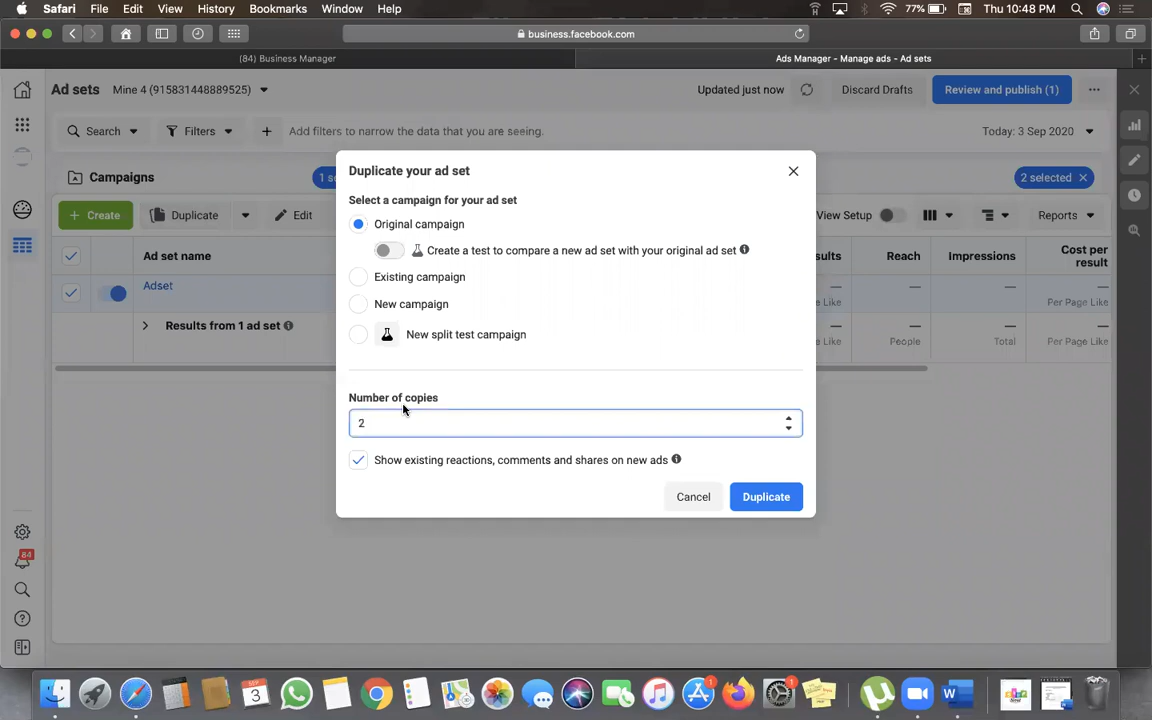 Safari File Edit View History Bookmarks Window Help 77% Thu 10:48 PM
business.facebook.com
(84) Business Manager Ads Manager - Manage ads - Ad sets
Ad sets Mine 4 (915831448889525) Updated just now Discard Drafts Review and publish (1)
Search Filters Add filters to narrow the data that you are seeing. Today: 3 Sep 2020
Campaigns 2 selected
Create Duplicate Edit View Setup Reports
Ad set name Reach Impressions Cost per result
Adset — — — —
Per Page Like
Results from 1 ad set — — — —
People Total Per Page Like
Duplicate your ad set
Select a campaign for your ad set
Original campaign
Create a test to compare a new ad set with your original ad set
Existing campaign
New campaign
New split test campaign
Number of copies
2
Show existing reactions, comments and shares on new ads
Cancel Duplicate
84
SEP
3
1
1
W